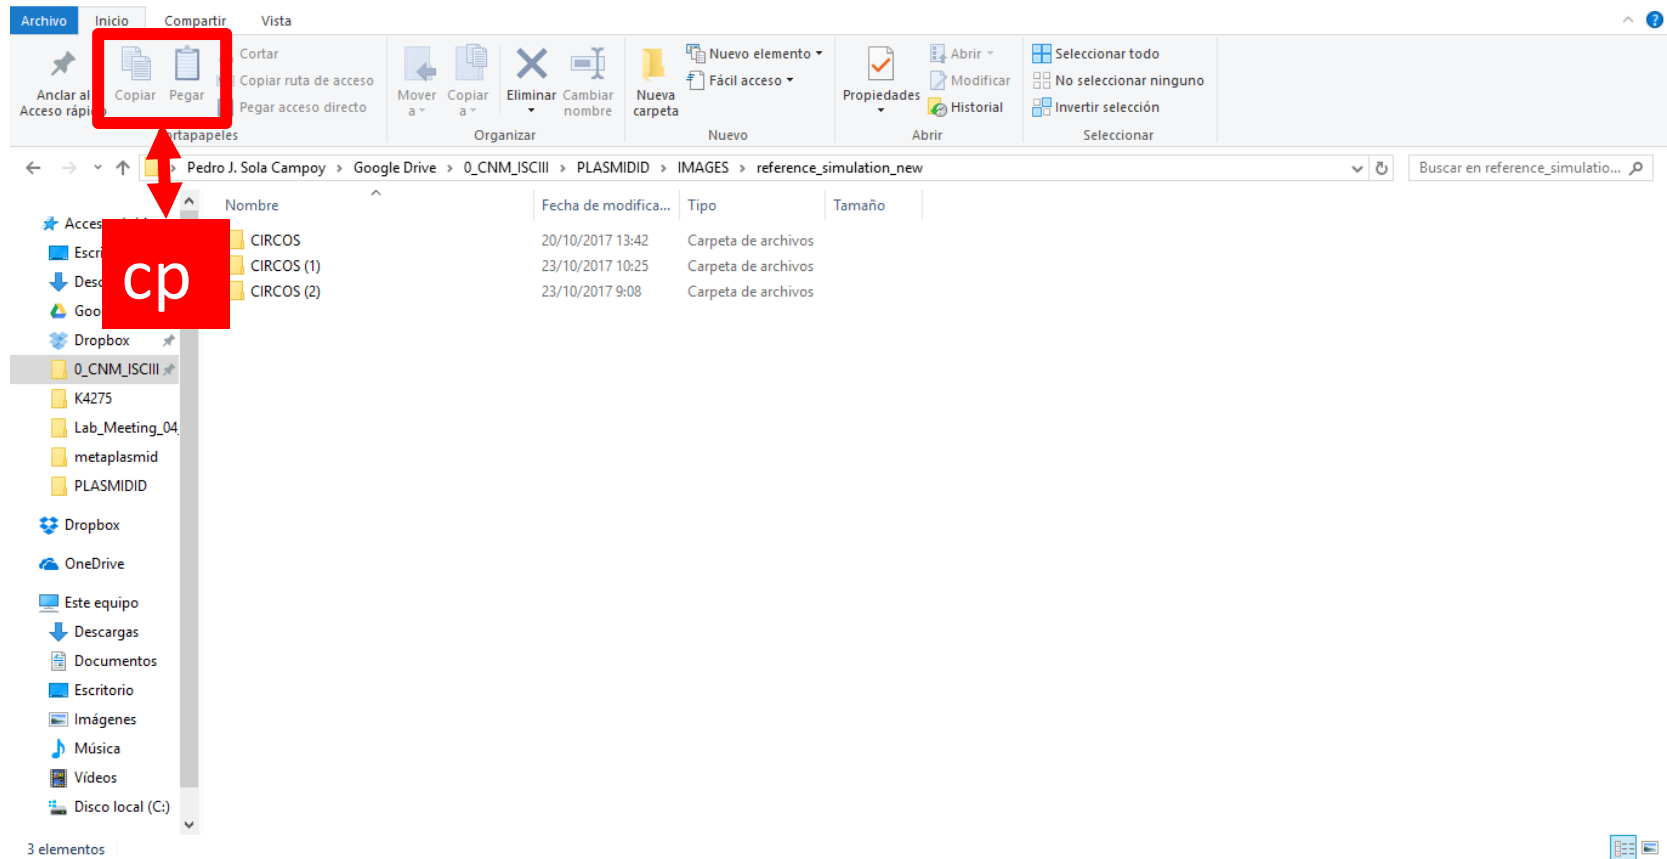 Archivo Inicio Compartir Vista
Anclar al
Acceso rápi
Copiar
Pegar
Cortar
Copiar ruta de acceso
Pegar acceso directo
Mover
a
Copiar
a
Eliminar
Cambiar
nombre
Nueva
carpeta
Nuevo elemento
Fácil acceso
Propiedades
Abrir
Modificar
Historial
Seleccionar todo
No seleccionar ninguno
Invertir selección
rtapapeles
Organizar
Nuevo
Abrir
Seleccionar
Pedro J. Sola Campoy > Google Drive > 0_CNM_ISCIII > PLASMIDID > IMAGES > reference_simulation_new
Buscar en reference_simulatio...
Nombre Fecha de modifica... Tipo Tamaño
CIRCOS 20/10/2017 13:42 Carpeta de archivos
CIRCOS (1) 23/10/2017 10:25 Carpeta de archivos
CIRCOS (2) 23/10/2017 9:08 Carpeta de archivos
cp
Acces
Escri
Desc
Goo
Dropbox
0_CNM_ISCIII
K4275
Lab_Meeting_04_
metaplasmid
PLASMIDID
Dropbox
OneDrive
Este equipo
Descargas
Documentos
Escritorio
Imágenes
Música
Vídeos
Disco local (C:)
3 elementos